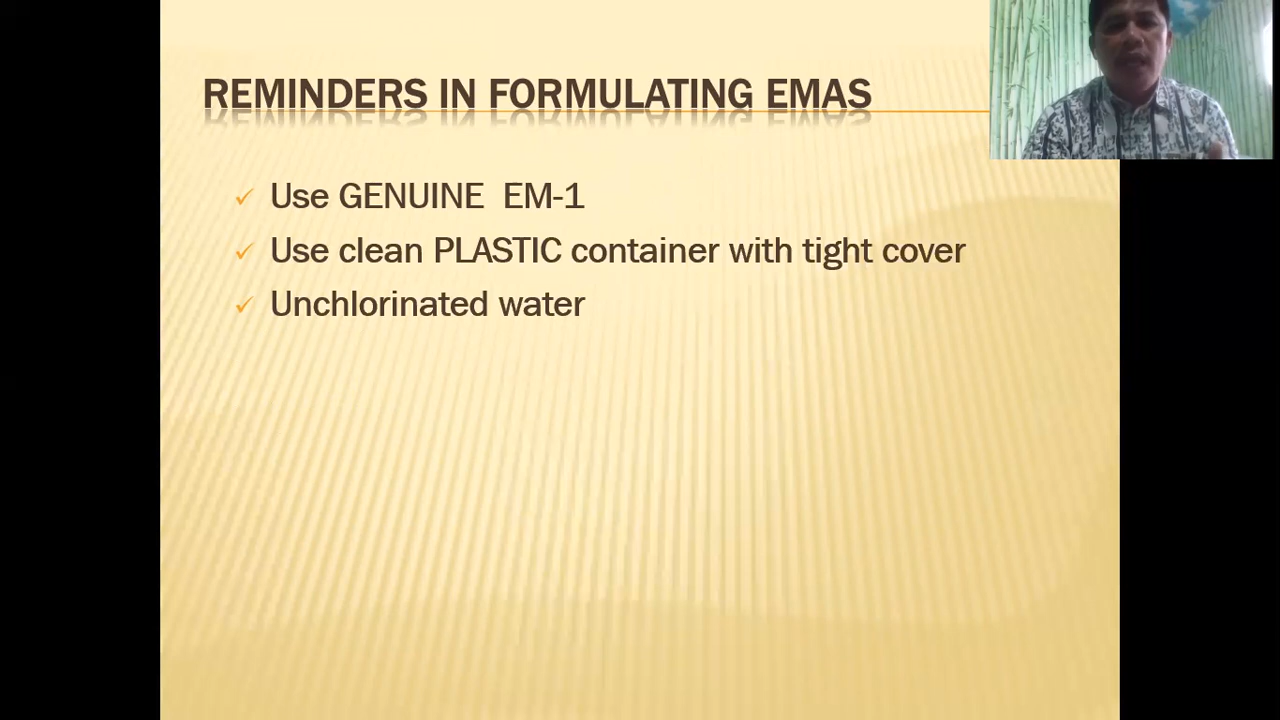 REMINDERS IN FORMULATING EMAS
Use GENUINE EM-1
Use clean PLASTIC container with tight cover
Unchlorinated water